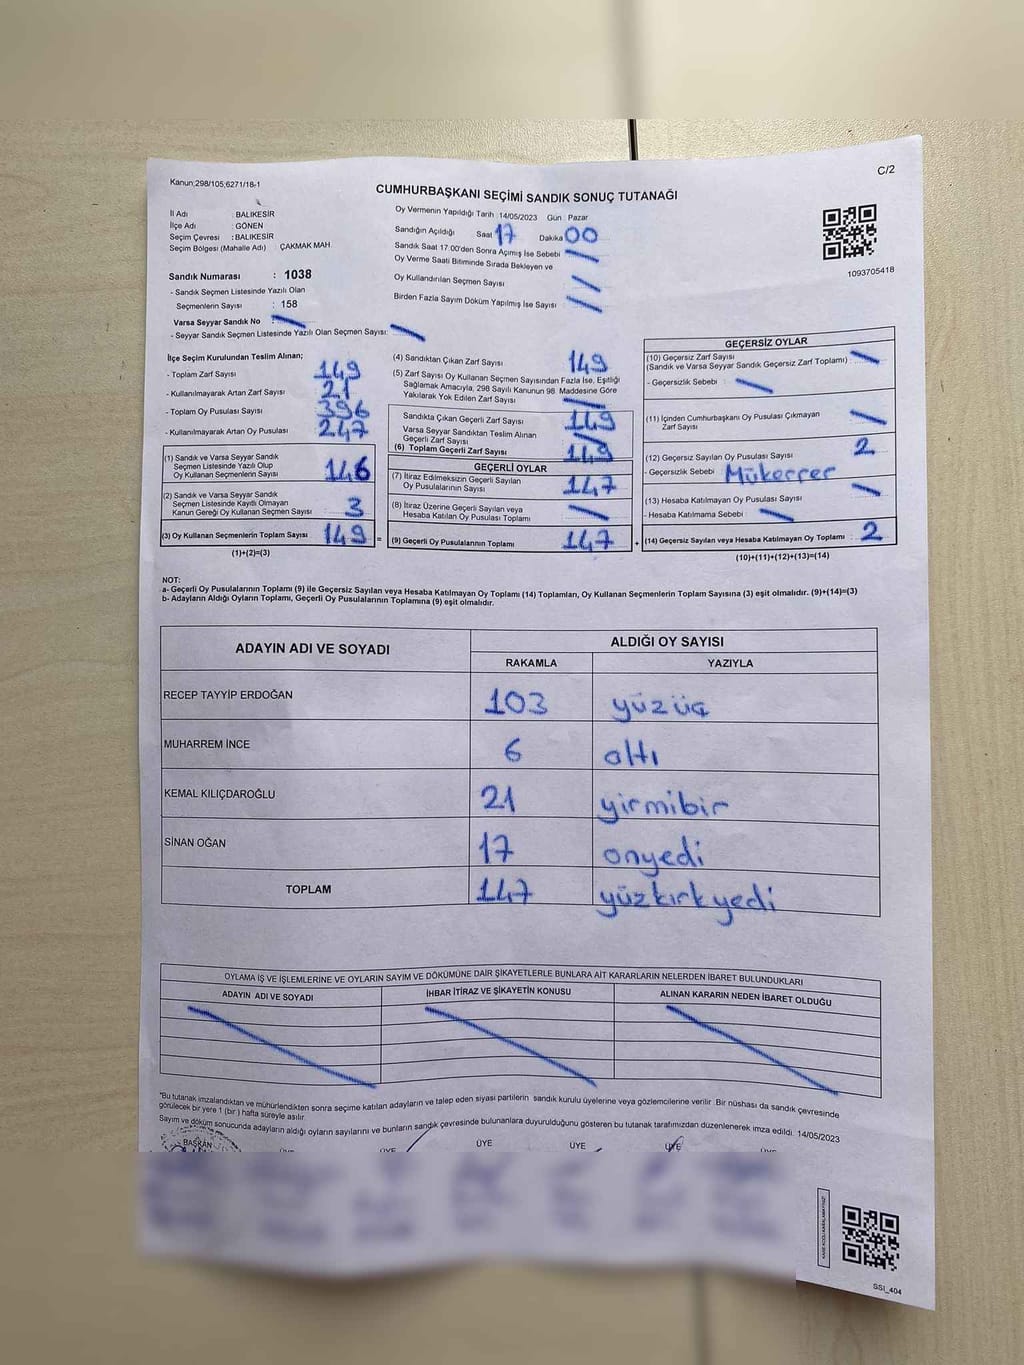 Kanun;298/105;6271/18-1
C/2
CUMHURBAŞKANI SEÇİMİ SANDIK SONUÇ TUTANAĞI
İl Adı : BALIKESİR
İlçe Adı : GÖNEN
Seçim Çevresi : BALIKESİR
Seçim Bölgesi (Mahalle Adı) ÇAKMAK MAH.
Sandık Numarası : 1038
- Sandık Seçmen Listesinde Yazılı Olan
Seçmenlerin Sayısı : 158
Varsa Seyyar Sandık No :
- Seyyar Sandık Seçmen Listesinde Yazılı Olan Seçmen Sayısı:
Oy Vermenin Yapıldığı Tarih : 14/05/2023 Gün : Pazar
Sandığın Açıldığı Saat 17 Dakika 00
Sandık Saat 17.00'den Sonra Açımış İse Sebebi
Oy Verme Saati Bitiminde Sırada Bekleyen ve
Oy Kullandırılan Seçmen Sayısı
Birden Fazla Sayım Döküm Yapılmış İse Sayısı
1093705418
İlçe Seçim Kurulundan Teslim Alınan;
- Toplam Zarf Sayısı 149
- Kullanılmayarak Artan Zarf Sayısı 21
- Toplam Oy Pusulası Sayısı 396
- Kullanılmayarak Artan Oy Pusulası 247
(1) Sandık ve Varsa Seyyar Sandık
Seçmen Listesinde Yazılı Olup
Oy Kullanan Seçmenlerin Sayısı 146
(2) Sandık ve Varsa Seyyar Sandık
Seçmen Listesinde Kayıtlı Olmayan
Kanun Gereği Oy Kullanan Seçmen Sayısı 3
(3) Oy Kullanan Seçmenlerin Toplam Sayısı 149 =
(1)+(2)=(3)
(4) Sandıktan Çıkan Zarf Sayısı 149
(5) Zarf Sayısı Oy Kullanan Seçmen Sayısından Fazla İse, Eşitliği
Sağlamak Amacıyla, 298 Sayılı Kanunun 98. Maddesine Göre
Yakılarak Yok Edilen Zarf Sayısı
Sandıkta Çıkan Geçerli Zarf Sayısı 149
Varsa Seyyar Sandıktan Teslim Alınan
Geçerli Zarf Sayısı
(6) Toplam Geçerli Zarf Sayısı 149
GEÇERLİ OYLAR
(7) İtiraz Edilmeksizin Geçerli Sayılan
Oy Pusulalarının Sayısı 147
(8) İtiraz Üzerine Geçerli Sayılan veya
Hesaba Katılan Oy Pusulası Toplamı
(9) Geçerli Oy Pusulalarının Toplamı 147 +
GEÇERSİZ OYLAR
(10) Geçersiz Zarf Sayısı
(Sandık ve Varsa Seyyar Sandık Geçersiz Zarf Toplamı)
- Geçersizlik Sebebi :
(11) İçinden Cumhurbaşkanı Oy Pusulası Çıkmayan
Zarf Sayısı
(12) Geçersiz Sayılan Oy Pusulası Sayısı 2
- Geçersizlik Sebebi : Mükerrer
(13) Hesaba Katılmayan Oy Pusulası Sayısı
- Hesaba Katılmama Sebebi :
(14) Geçersiz Sayılan veya Hesaba Katılmayan Oy Toplamı : 2
(10)+(11)+(12)+(13)=(14)
NOT:
a- Geçerli Oy Pusulalarının Toplamı (9) ile Geçersiz Sayılan veya Hesaba Katılmayan Oy Toplamı (14) Toplamları, Oy Kullanan Seçmenlerin Toplam Sayısına (3) eşit olmalıdır. (9)+(14)=(3)
b- Adayların Aldığı Oyların Toplamı, Geçerli Oy Pusulalarının Toplamına (9) eşit olmalıdır.
ADAYIN ADI VE SOYADI ALDIĞI OY SAYISI
RAKAMLA YAZIYLA
RECEP TAYYİP ERDOĞAN 103 yüzüç
MUHARREM İNCE 6 altı
KEMAL KILIÇDAROĞLU 21 yirmibir
SİNAN OĞAN 17 onyedi
TOPLAM 147 yüzkırkyedi
OYLAMA İŞ VE İŞLEMLERİNE VE OYLARIN SAYIM VE DÖKÜMÜNE DAİR ŞİKAYETLERLE BUNLARA AİT KARARLARIN NELERDEN İBARET BULUNDUKLARI
ADAYIN ADI VE SOYADI İHBAR İTİRAZ VE ŞİKAYETİN KONUSU ALINAN KARARIN NEDEN İBARET OLDUĞU
"Bu tutanak imzalandıktan ve mühürlendikten sonra seçime katılan adayların ve talep eden siyasi partilerin sandık kurulu üyelerine veya gözlemcilerine verilir. Bir nüshası da sandık çevresinde
görülecek bir yere 1 (bir ) hafta süreyle asılır.
Sayım ve döküm sonucunda adayların aldığı oyların sayılarını ve bunların sandık çevresinde bulunanlara duyurulduğunu gösteren bu tutanak tarafımızdan düzenlenerek imza edildi. 14/05/2023
BAŞKAN ÜYE ÜYE ÜYE ÜYE ÜYE ÜYE
SSI_404